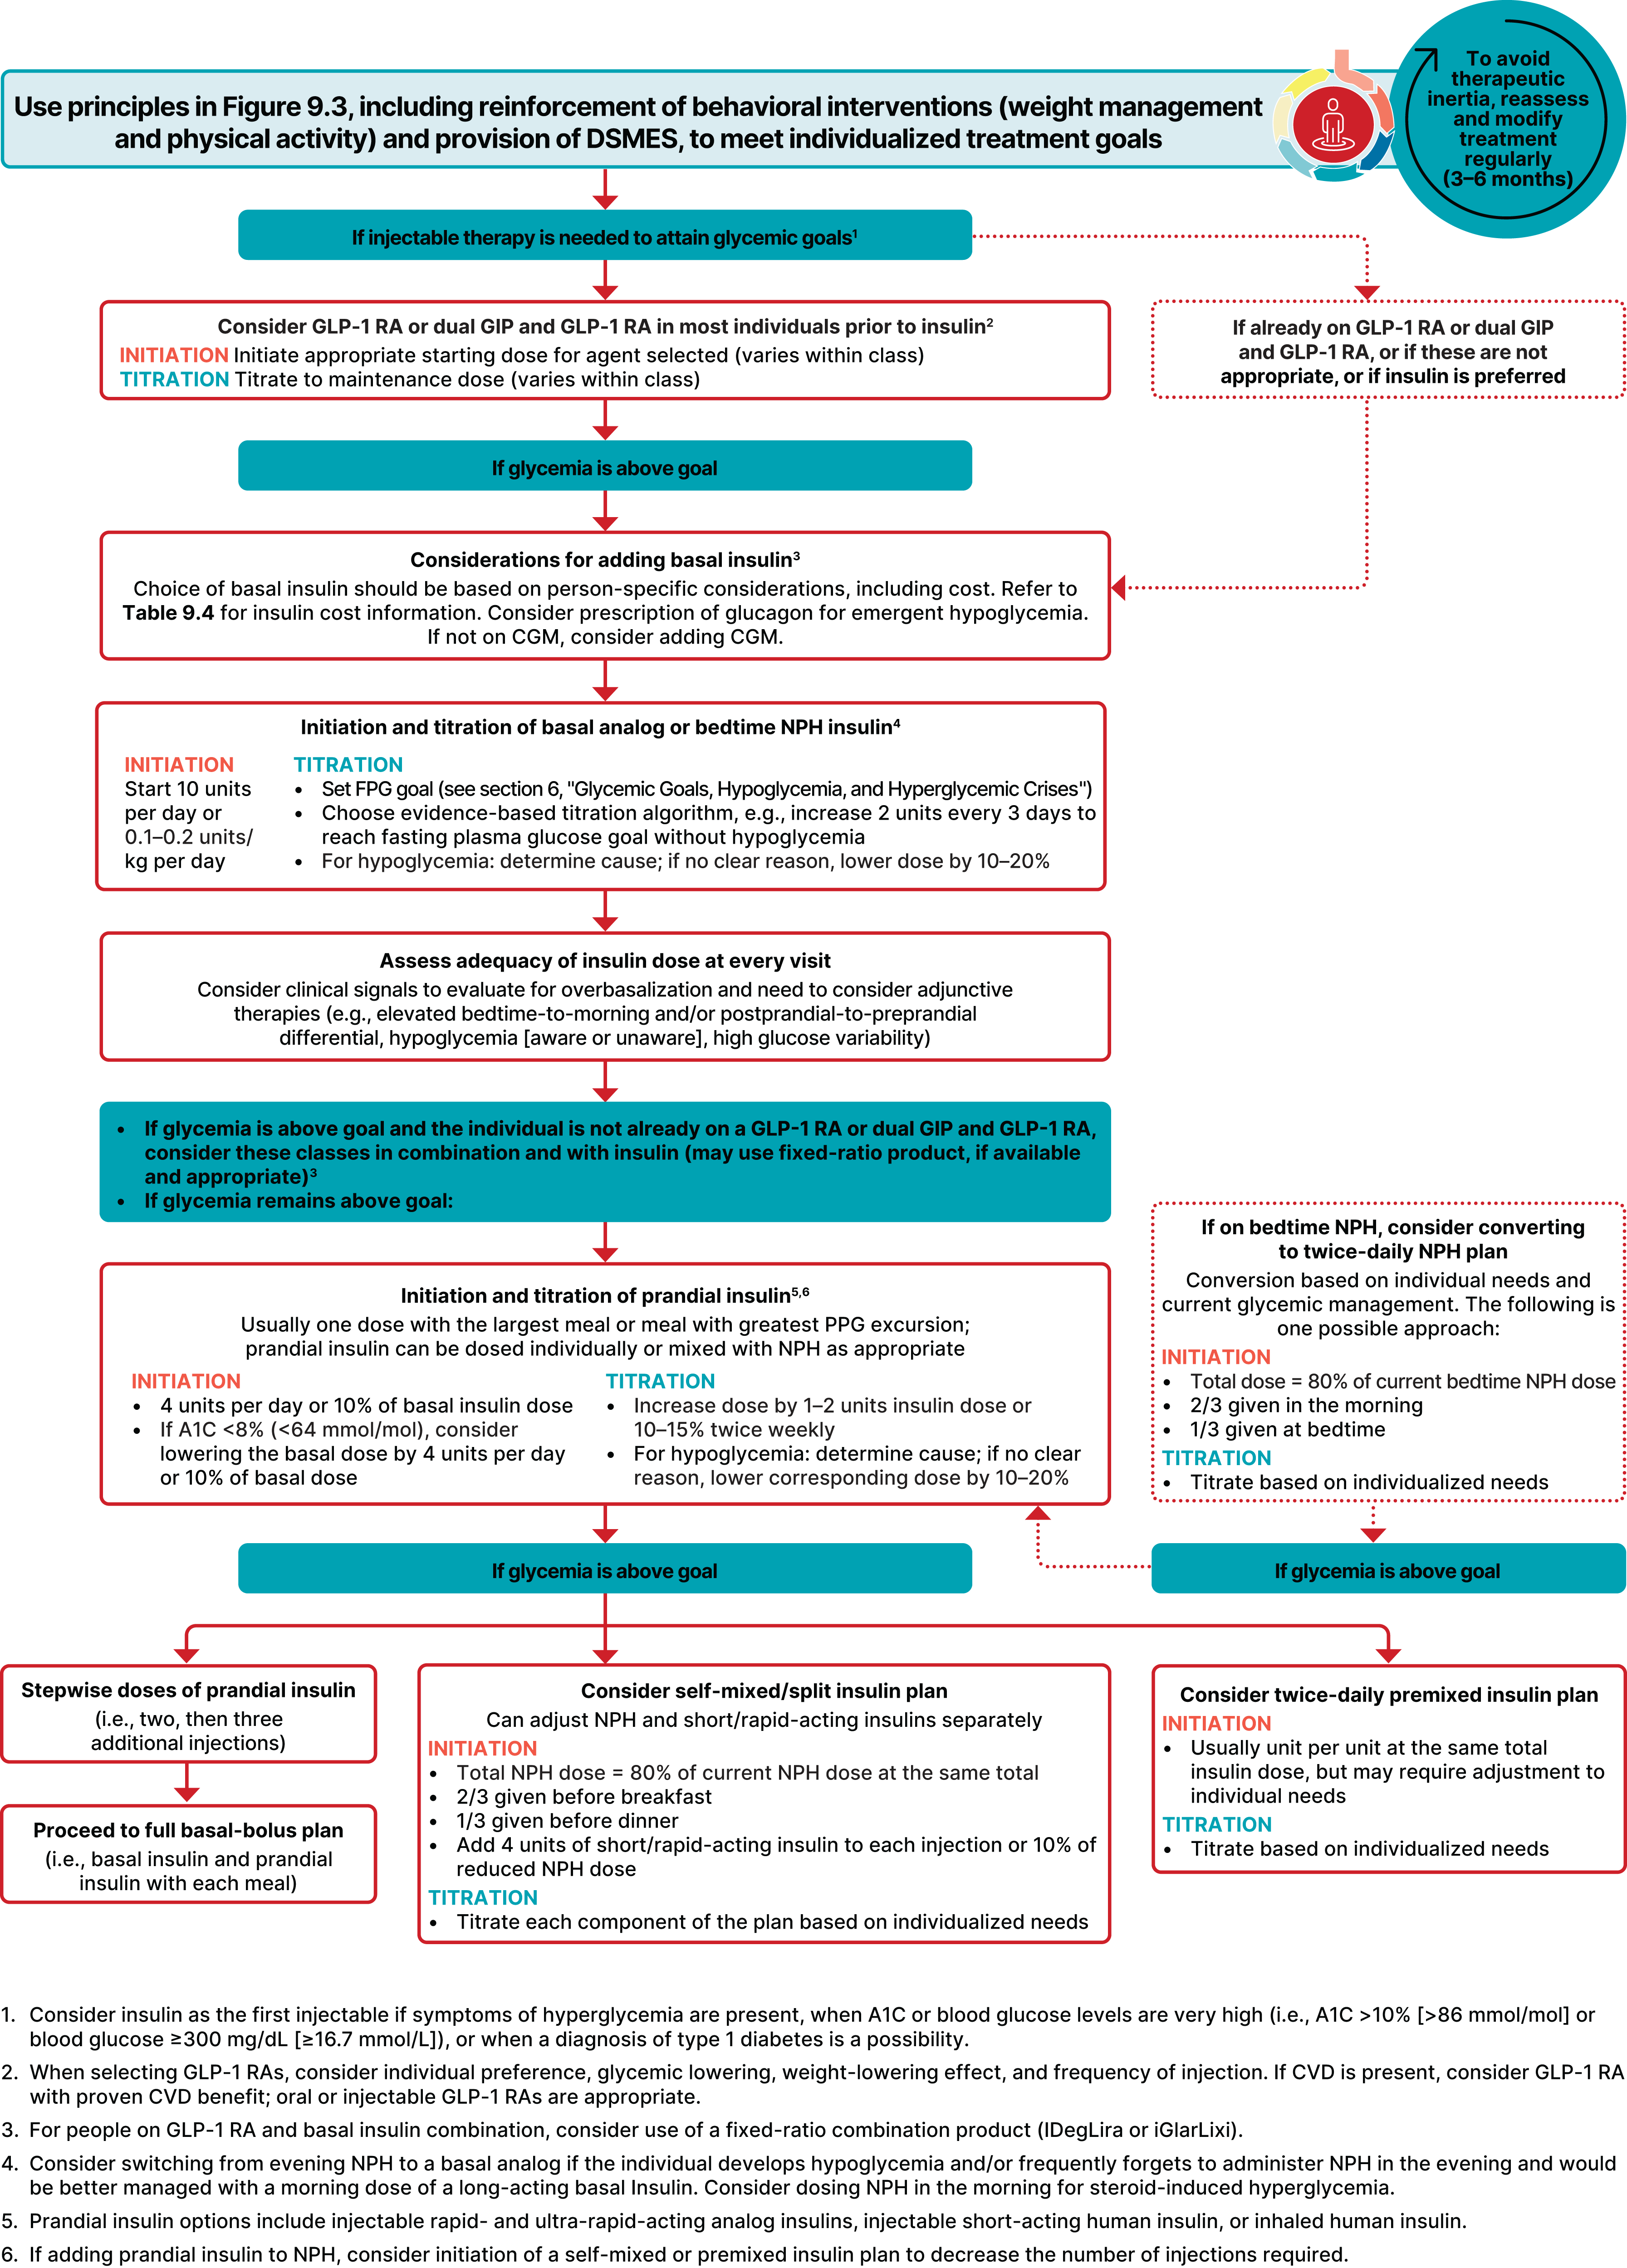 Use principles in Figure 9.3, including reinforcement of behavioral interventions (weight management
and physical activity) and provision of DSMES, to meet individualized treatment goals
To avoid
therapeutic
inertia, reassess
and modify
treatment
regularly
(3–6 months)
If injectable therapy is needed to attain glycemic goals¹
Consider GLP-1 RA or dual GIP and GLP-1 RA in most individuals prior to insulin²
INITIATION Initiate appropriate starting dose for agent selected (varies within class)
TITRATION Titrate to maintenance dose (varies within class)
If already on GLP-1 RA or dual GIP
and GLP-1 RA, or if these are not
appropriate, or if insulin is preferred
If glycemia is above goal
Considerations for adding basal insulin³
Choice of basal insulin should be based on person-specific considerations, including cost. Refer to
Table 9.4 for insulin cost information. Consider prescription of glucagon for emergent hypoglycemia.
If not on CGM, consider adding CGM.
Initiation and titration of basal analog or bedtime NPH insulin⁴
INITIATION
Start 10 units
per day or
0.1–0.2 units/
kg per day
TITRATION
• Set FPG goal (see section 6, "Glycemic Goals, Hypoglycemia, and Hyperglycemic Crises")
• Choose evidence-based titration algorithm, e.g., increase 2 units every 3 days to
reach fasting plasma glucose goal without hypoglycemia
• For hypoglycemia: determine cause; if no clear reason, lower dose by 10–20%
Assess adequacy of insulin dose at every visit
Consider clinical signals to evaluate for overbasalization and need to consider adjunctive
therapies (e.g., elevated bedtime-to-morning and/or postprandial-to-preprandial
differential, hypoglycemia [aware or unaware], high glucose variability)
• If glycemia is above goal and the individual is not already on a GLP-1 RA or dual GIP and GLP-1 RA,
consider these classes in combination and with insulin (may use fixed-ratio product, if available
and appropriate)³
• If glycemia remains above goal:
Initiation and titration of prandial insulin⁵,⁶
Usually one dose with the largest meal or meal with greatest PPG excursion;
prandial insulin can be dosed individually or mixed with NPH as appropriate
INITIATION
• 4 units per day or 10% of basal insulin dose
• If A1C <8% (<64 mmol/mol), consider
lowering the basal dose by 4 units per day
or 10% of basal dose
TITRATION
• Increase dose by 1–2 units insulin dose or
10–15% twice weekly
• For hypoglycemia: determine cause; if no clear
reason, lower corresponding dose by 10–20%
If on bedtime NPH, consider converting
to twice-daily NPH plan
Conversion based on individual needs and
current glycemic management. The following is
one possible approach:
INITIATION
• Total dose = 80% of current bedtime NPH dose
• 2/3 given in the morning
• 1/3 given at bedtime
TITRATION
• Titrate based on individualized needs
If glycemia is above goal
If glycemia is above goal
Stepwise doses of prandial insulin
(i.e., two, then three
additional injections)
Proceed to full basal-bolus plan
(i.e., basal insulin and prandial
insulin with each meal)
Consider self-mixed/split insulin plan
Can adjust NPH and short/rapid-acting insulins separately
INITIATION
• Total NPH dose = 80% of current NPH dose at the same total
• 2/3 given before breakfast
• 1/3 given before dinner
• Add 4 units of short/rapid-acting insulin to each injection or 10% of
reduced NPH dose
TITRATION
• Titrate each component of the plan based on individualized needs
Consider twice-daily premixed insulin plan
INITIATION
• Usually unit per unit at the same total
insulin dose, but may require adjustment to
individual needs
TITRATION
• Titrate based on individualized needs
1. Consider insulin as the first injectable if symptoms of hyperglycemia are present, when A1C or blood glucose levels are very high (i.e., A1C >10% [>86 mmol/mol] or
blood glucose ≥300 mg/dL [≥16.7 mmol/L]), or when a diagnosis of type 1 diabetes is a possibility.
2. When selecting GLP-1 RAs, consider individual preference, glycemic lowering, weight-lowering effect, and frequency of injection. If CVD is present, consider GLP-1 RA
with proven CVD benefit; oral or injectable GLP-1 RAs are appropriate.
3. For people on GLP-1 RA and basal insulin combination, consider use of a fixed-ratio combination product (IDegLira or iGlarLixi).
4. Consider switching from evening NPH to a basal analog if the individual develops hypoglycemia and/or frequently forgets to administer NPH in the evening and would
be better managed with a morning dose of a long-acting basal Insulin. Consider dosing NPH in the morning for steroid-induced hyperglycemia.
5. Prandial insulin options include injectable rapid- and ultra-rapid-acting analog insulins, injectable short-acting human insulin, or inhaled human insulin.
6. If adding prandial insulin to NPH, consider initiation of a self-mixed or premixed insulin plan to decrease the number of injections required.